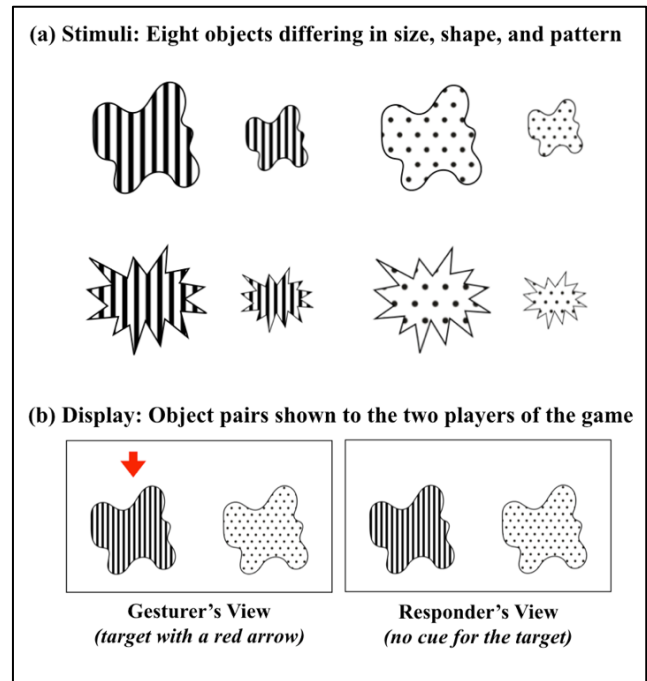 (a) Stimuli: Eight objects differing in size, shape, and pattern
(b) Display: Object pairs shown to the two players of the game
Gesturer's View
(target with a red arrow)
Responder's View
(no cue for the target)